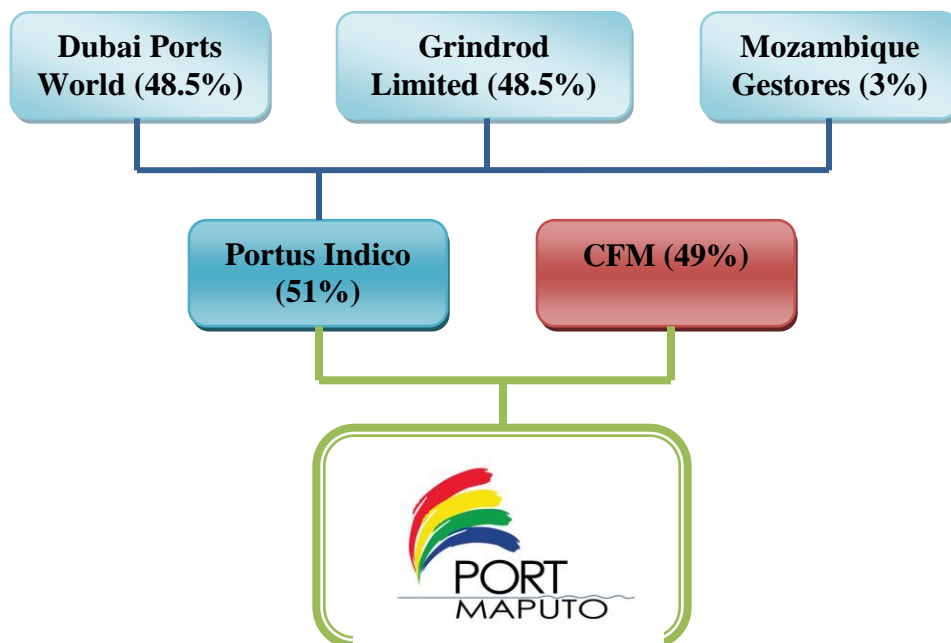 Dubai Ports
World (48.5%)
Grindrod
Limited (48.5%)
Mozambique
Gestores (3%)
Portus Indico
(51%)
CFM (49%)
PORT
MAPUTO